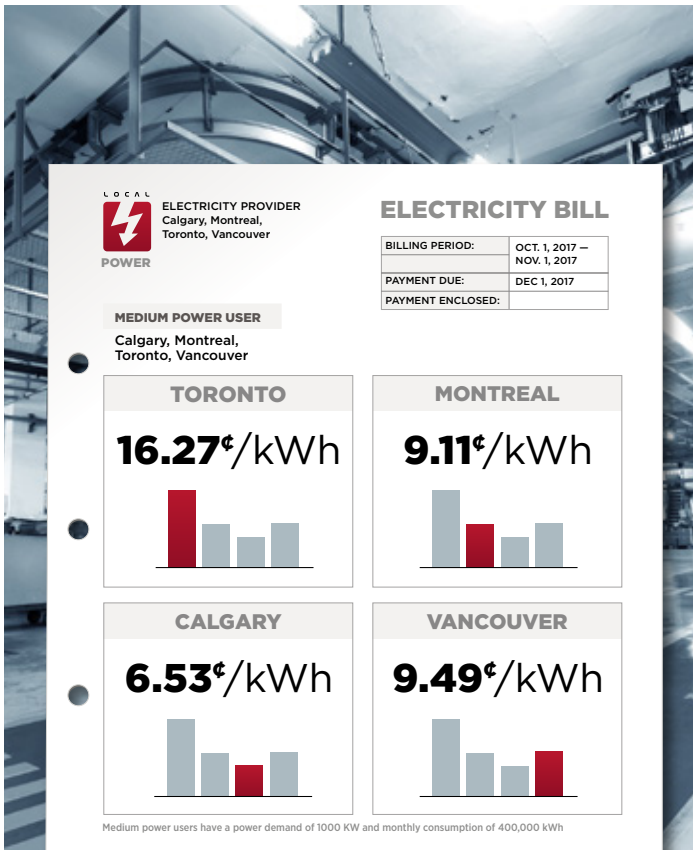 LOCAL
POWER
ELECTRICITY PROVIDER
Calgary, Montreal,
Toronto, Vancouver
ELECTRICITY BILL
BILLING PERIOD: OCT. 1, 2017 —
NOV. 1, 2017
PAYMENT DUE: DEC 1, 2017
PAYMENT ENCLOSED:
MEDIUM POWER USER
Calgary, Montreal,
Toronto, Vancouver
TORONTO
16.27¢/kWh
MONTREAL
9.11¢/kWh
CALGARY
6.53¢/kWh
VANCOUVER
9.49¢/kWh
Medium power users have a power demand of 1000 KW and monthly consumption of 400,000 kWh